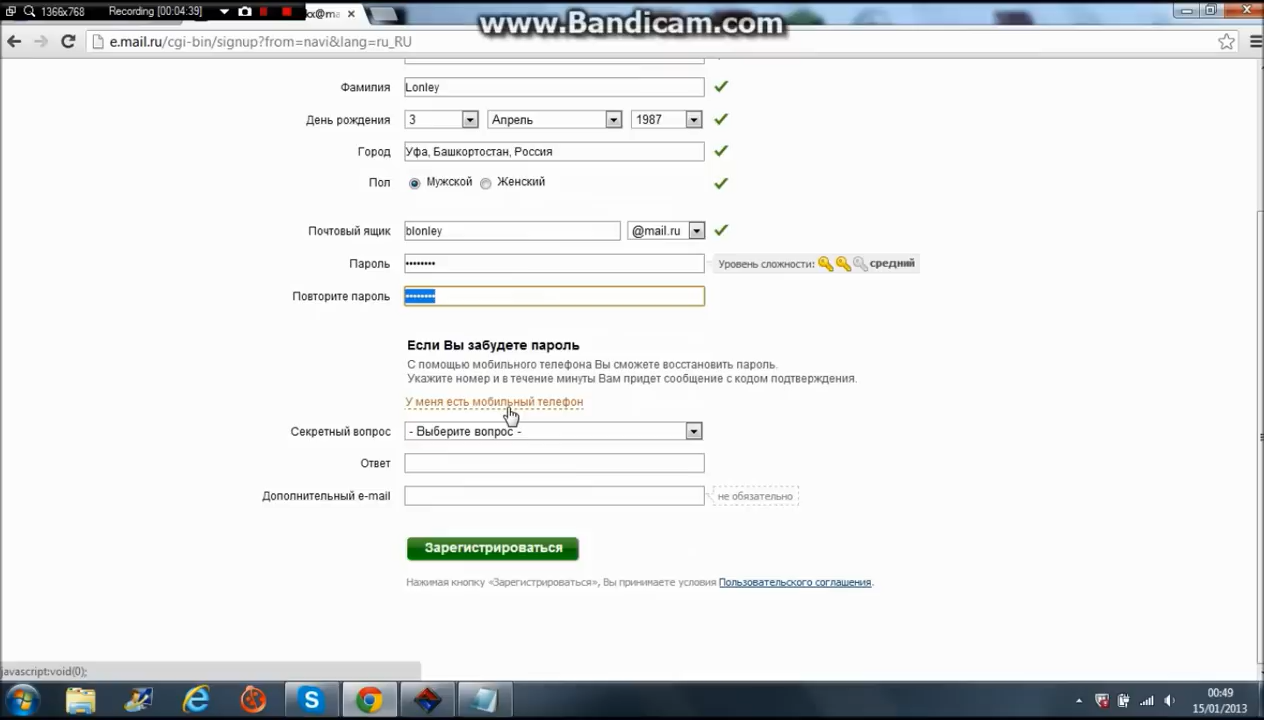 1366x768 Recording [00:04:39]
www.Bandicam.com
e.mail.ru/cgi-bin/signup?from=navi&lang=ru_RU
Фамилия Lonley
День рождения 3 Апрель 1987
Город Уфа, Башкортостан, Россия
Пол Мужской Женский
Почтовый ящик blonley @mail.ru
Пароль •••••••• Уровень сложности: средний
Повторите пароль ••••••••
Если Вы забудете пароль
С помощью мобильного телефона Вы сможете восстановить пароль.
Укажите номер и в течение минуты Вам придет сообщение с кодом подтверждения.
У меня есть мобильный телефон
Секретный вопрос - Выберите вопрос -
Ответ
Дополнительный e-mail не обязательно
Зарегистрироваться
Нажимая кнопку «Зарегистрироваться», Вы принимаете условия Пользовательского соглашения.
javascript:void(0);
00:49
15/01/2013